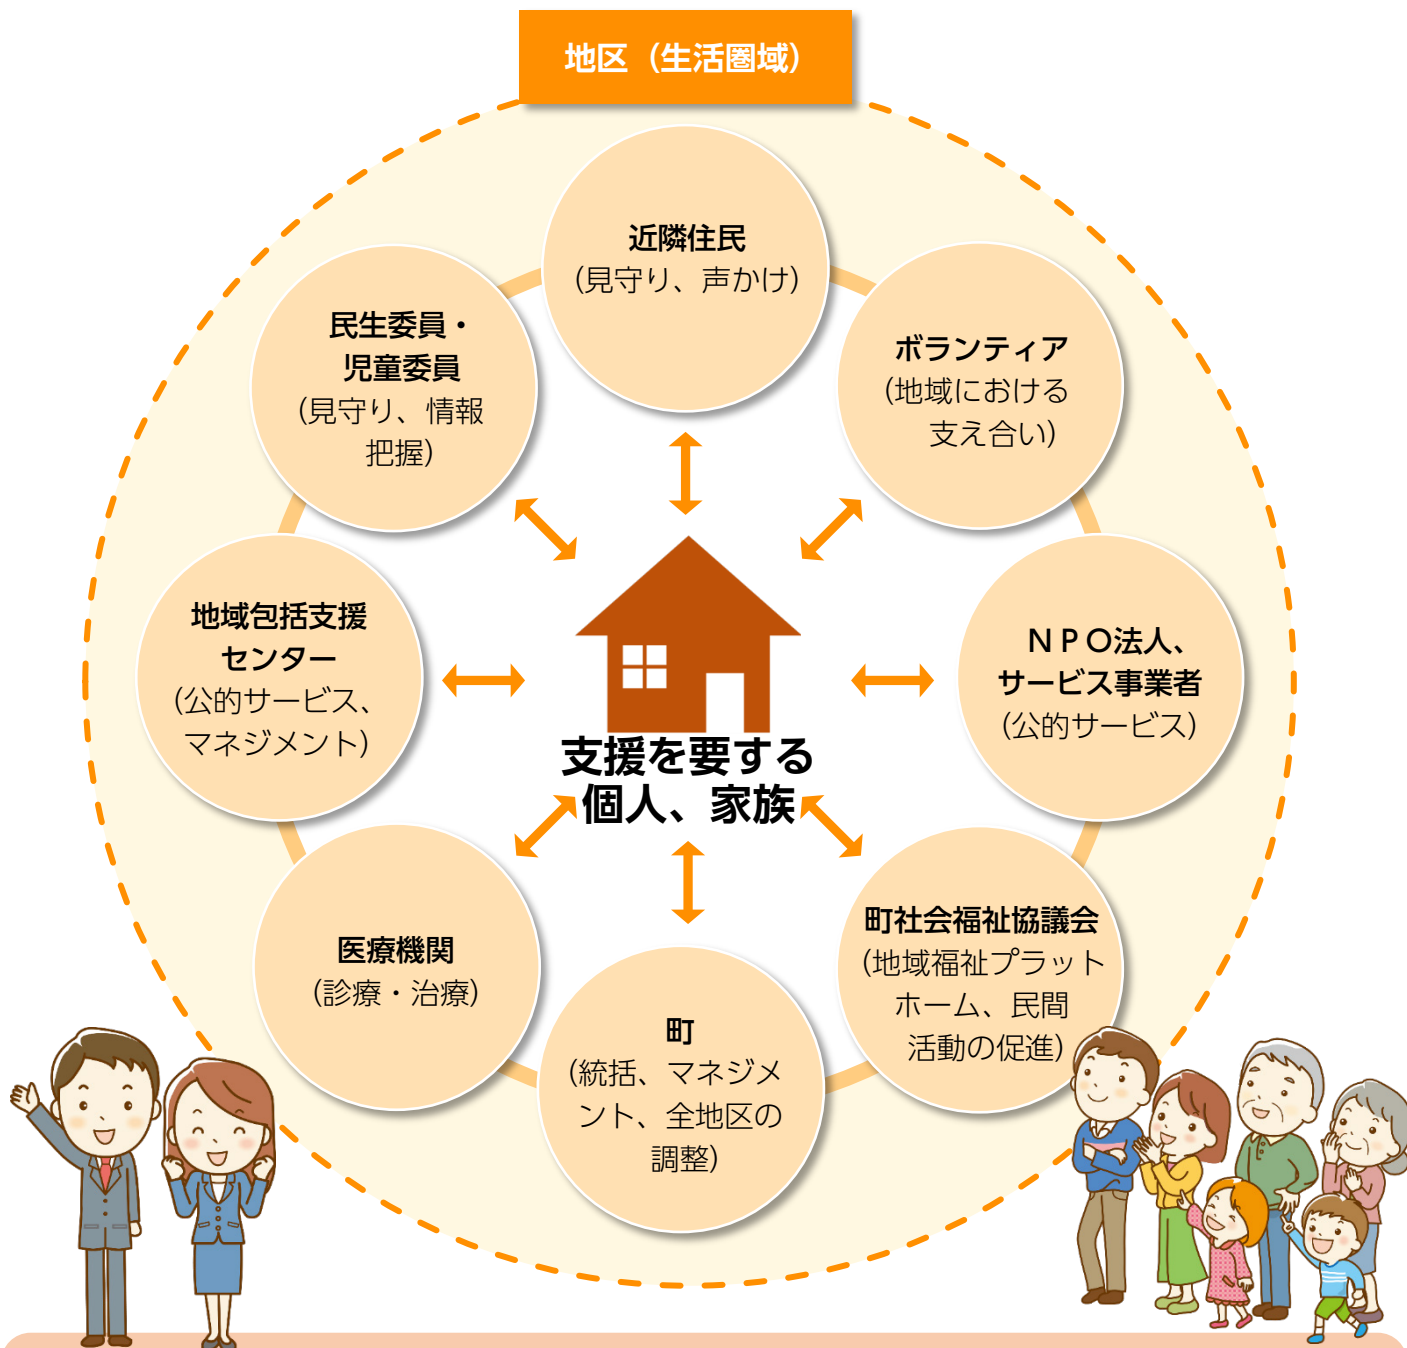 地区（生活圏域）
近隣住民
（見守り、声かけ）
ボランティア
（地域における
支え合い）
ＮＰＯ法人、
サービス事業者
（公的サービス）
町社会福祉協議会
（地域福祉プラット
ホーム、民間
活動の促進）
町
（統括、マネジメ
ント、全地区の
調整）
医療機関
（診療・治療）
地域包括支援
センター
（公的サービス、
マネジメント）
民生委員・
児童委員
（見守り、情報
把握）
支援を要する
個人、家族